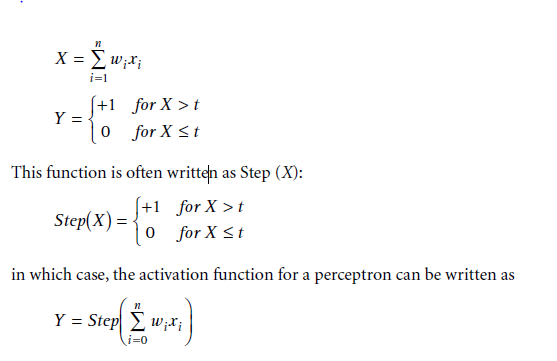 X = ∑_{i=1}^{n} w_i x_i
Y = { +1 for X > t
0 for X ≤ t
This function is often written as Step (X):
Step(X) = { +1 for X > t
0 for X ≤ t
in which case, the activation function for a perceptron can be written as
Y = Step( ∑_{i=0}^{n} w_i x_i )